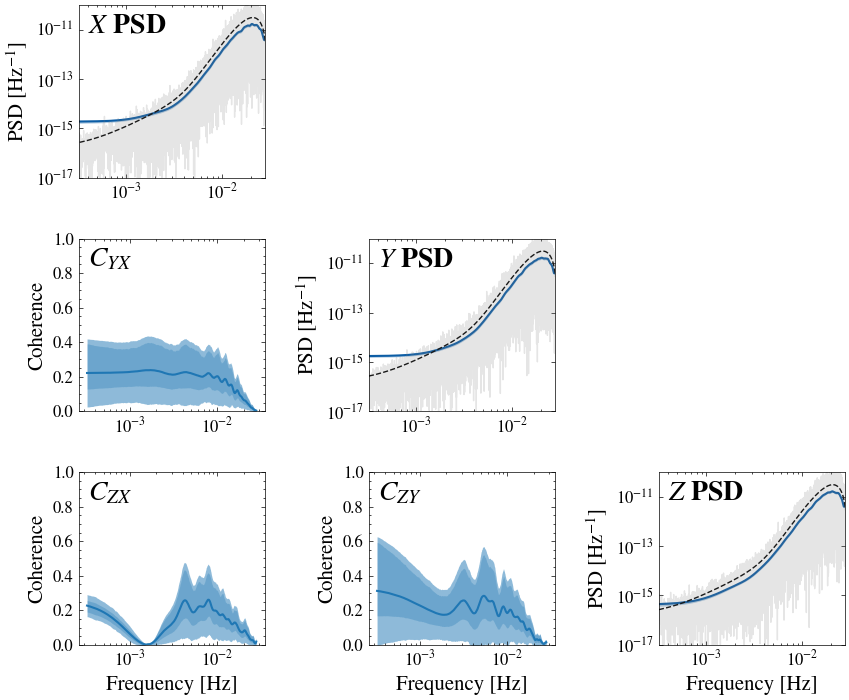 X PSD
PSD [Hz⁻¹]
10⁻¹¹
10⁻¹³
10⁻¹⁵
10⁻¹⁷
10⁻³
10⁻²
C_YX
Coherence
1.0
0.8
0.6
0.4
0.2
0.0
10⁻³
10⁻²
Y PSD
PSD [Hz⁻¹]
10⁻¹¹
10⁻¹³
10⁻¹⁵
10⁻¹⁷
10⁻³
10⁻²
C_ZX
Coherence
1.0
0.8
0.6
0.4
0.2
0.0
10⁻³
10⁻²
Frequency [Hz]
C_ZY
Coherence
1.0
0.8
0.6
0.4
0.2
0.0
10⁻³
10⁻²
Frequency [Hz]
Z PSD
PSD [Hz⁻¹]
10⁻¹¹
10⁻¹³
10⁻¹⁵
10⁻¹⁷
10⁻³
10⁻²
Frequency [Hz]